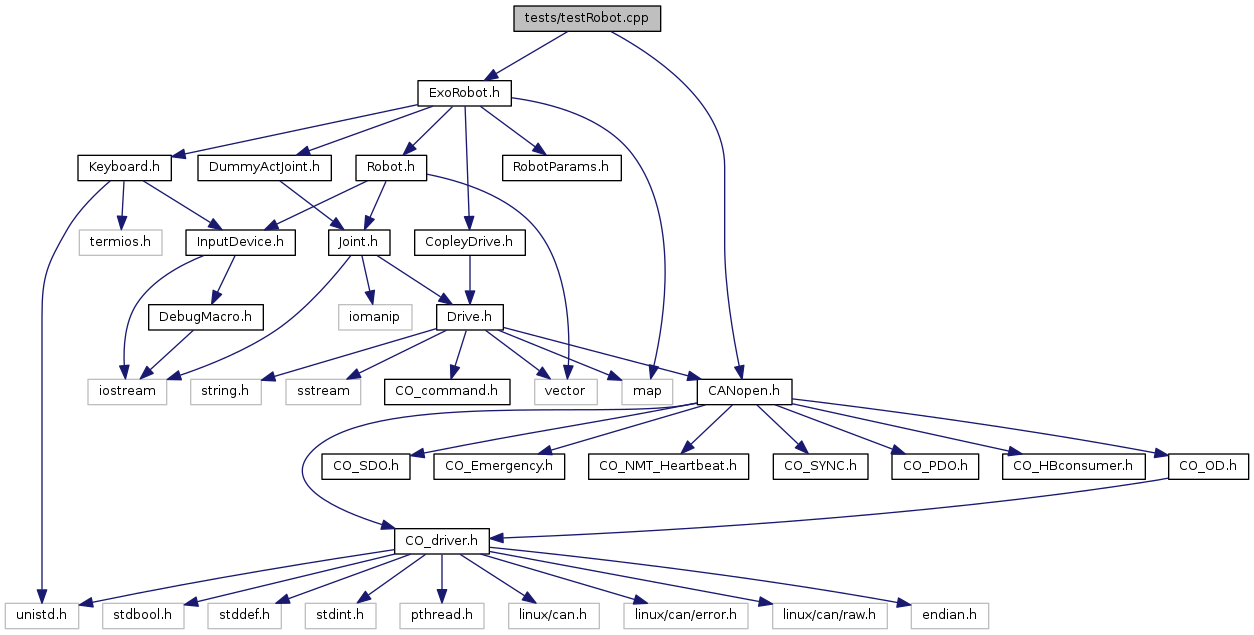 tests/testRobot.cpp
ExoRobot.h
Keyboard.h
DummyActJoint.h
Robot.h
RobotParams.h
termios.h
InputDevice.h
Joint.h
CopleyDrive.h
DebugMacro.h
iomanip
Drive.h
iostream
string.h
sstream
CO_command.h
vector
map
CANopen.h
CO_SDO.h
CO_Emergency.h
CO_NMT_Heartbeat.h
CO_SYNC.h
CO_PDO.h
CO_HBconsumer.h
CO_OD.h
CO_driver.h
unistd.h
stdbool.h
stddef.h
stdint.h
pthread.h
linux/can.h
linux/can/error.h
linux/can/raw.h
endian.h